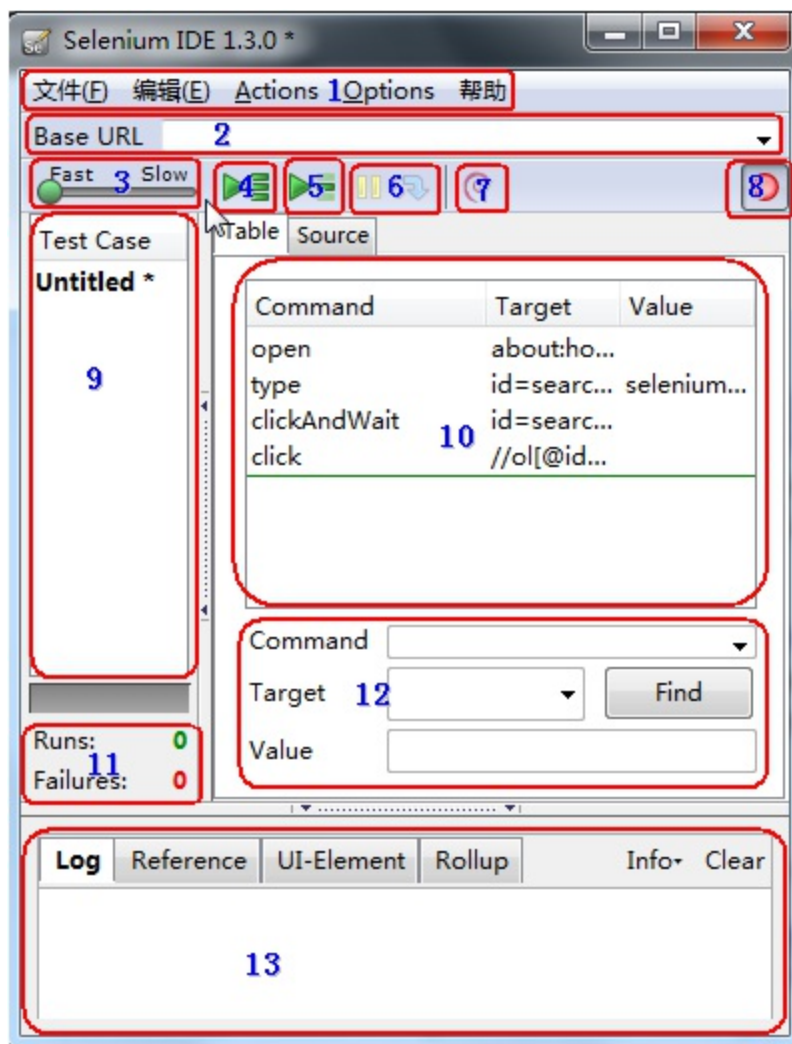 Selenium IDE 1.3.0 *
文件(F) 编辑(E) Actions 1 Options 帮助
Base URL 2
Fast 3 Slow 4 5 6 7 8
Test Case
Untitled *
9
Table Source
Command Target Value
open about:ho...
type id=searc... selenium...
clickAndWait id=searc...
click //ol[@id...
10
Command
Target 12 Find
Value
Runs: 0
11
Failures: 0
Log Reference UI-Element Rollup Info Clear
13